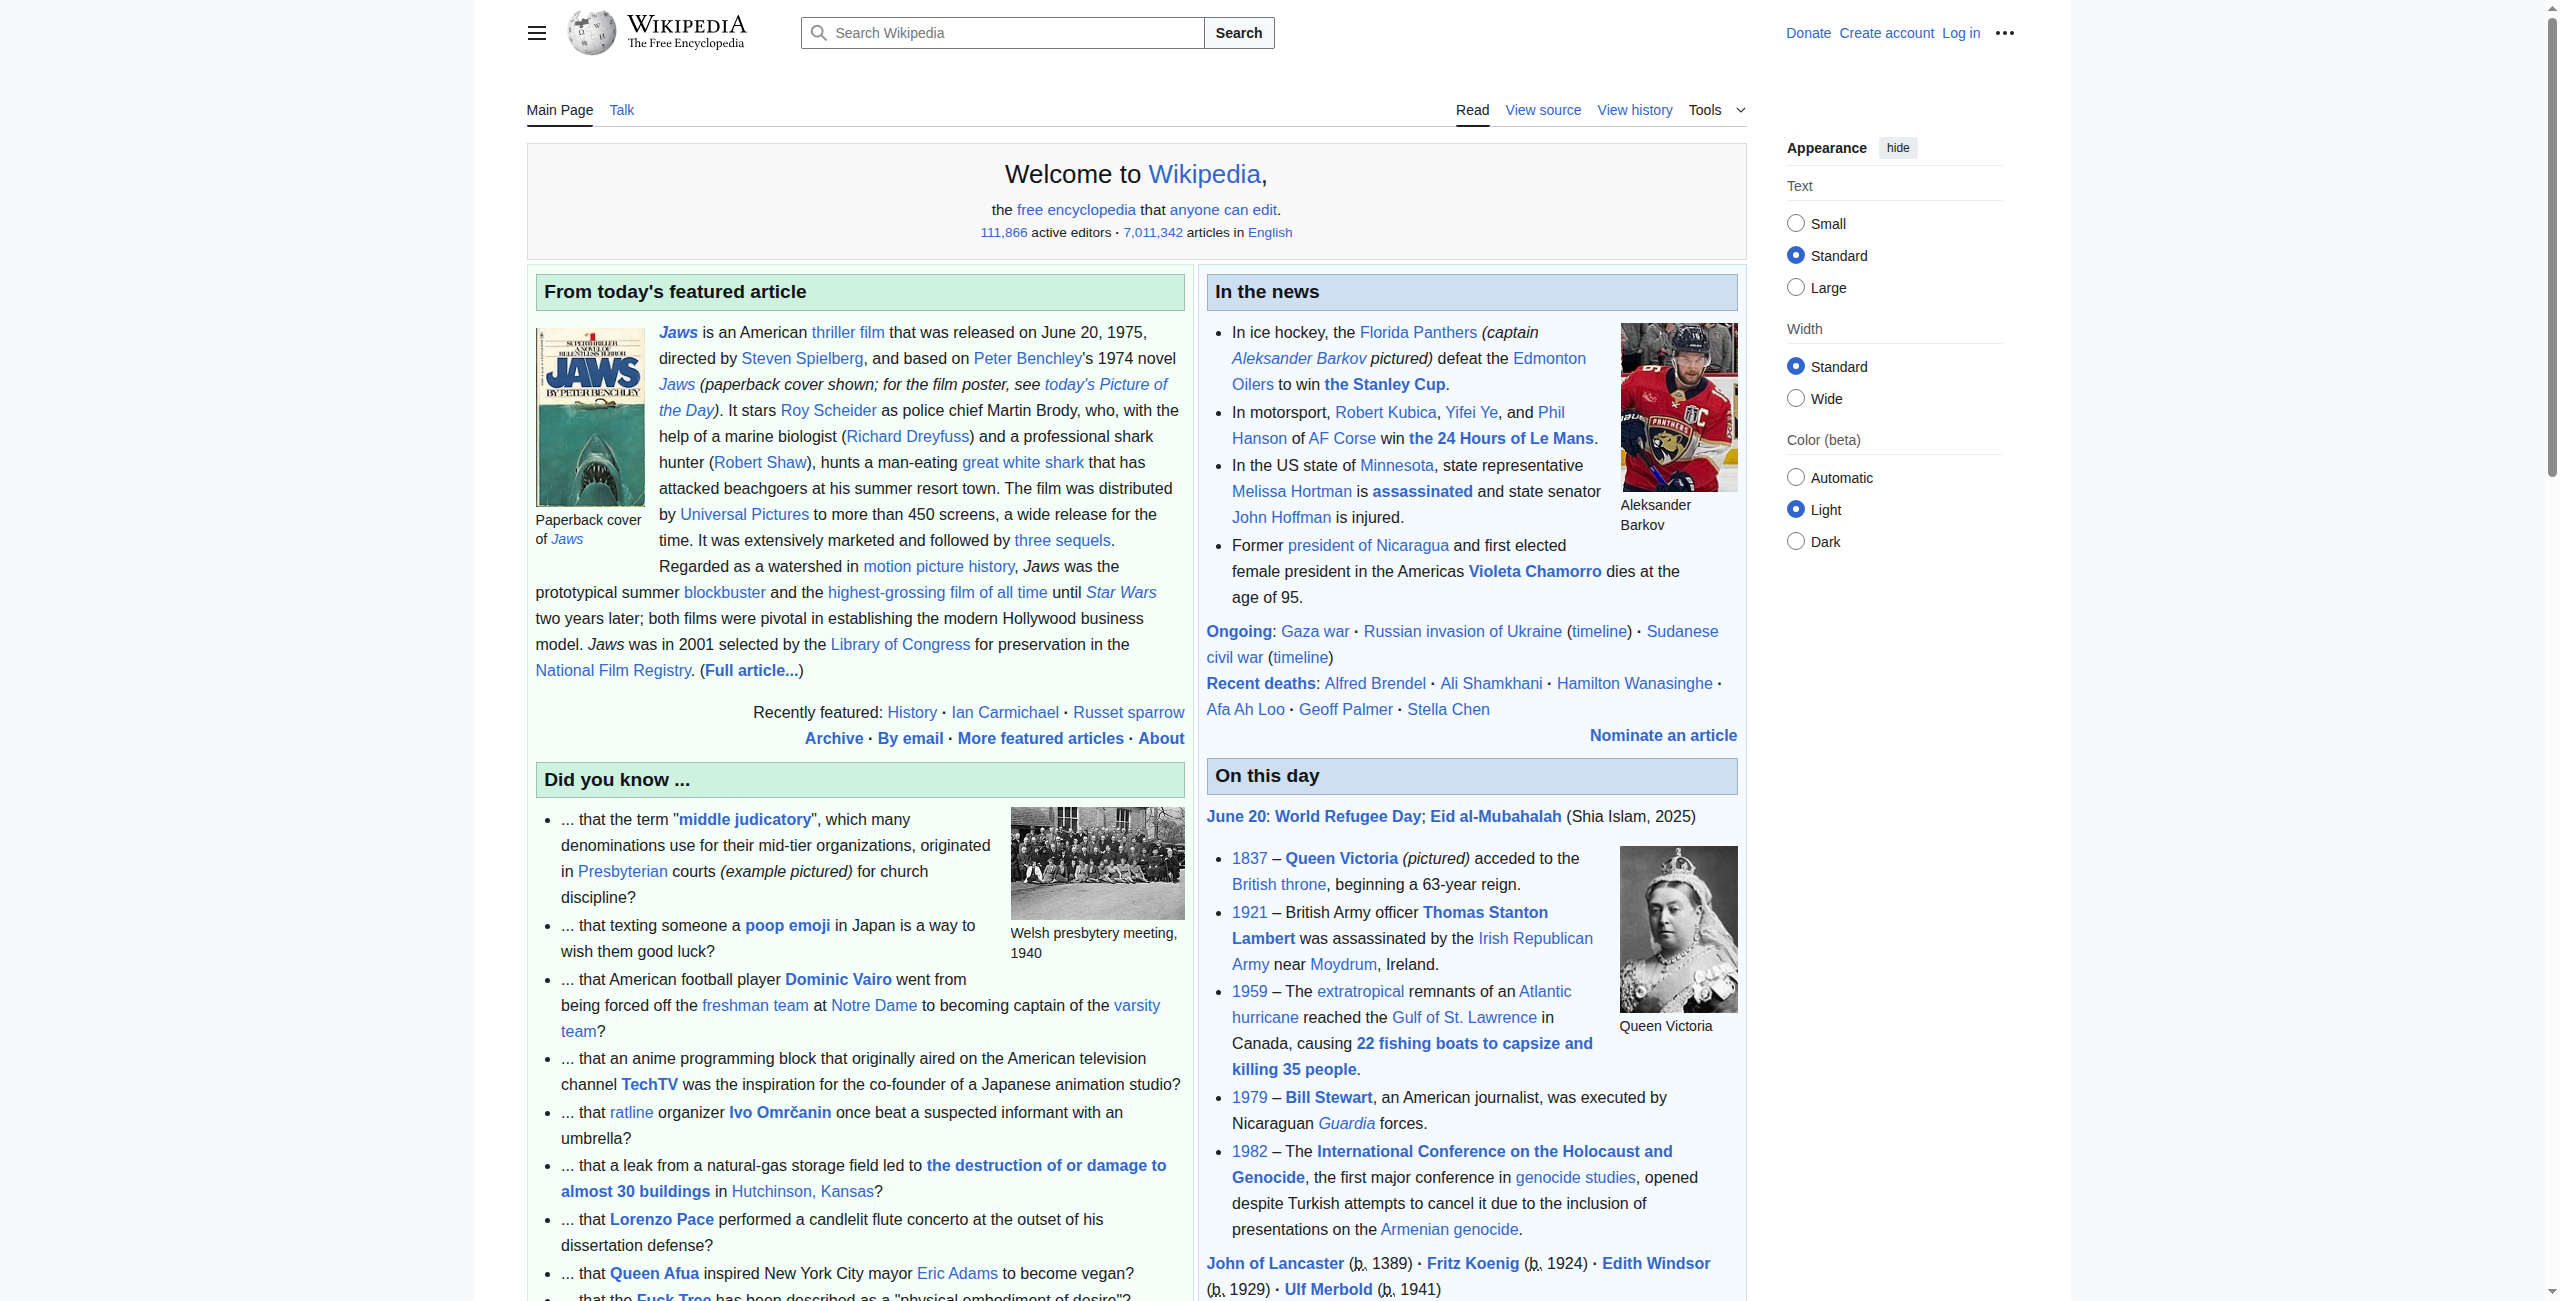 WIKIPEDIA
The Free Encyclopedia
Search Wikipedia
Search
Donate Create account Log in
Main Page Talk
Read View source View history Tools
Welcome to Wikipedia,
the free encyclopedia that anyone can edit.
111,866 active editors · 7,011,342 articles in English
From today's featured article
SUPERTHRILLER
A NOVEL OF
RELENTLESS TERROR
JAWS
BY PETER BENCHLEY
Paperback cover
of Jaws
Jaws is an American thriller film that was released on June 20, 1975,
directed by Steven Spielberg, and based on Peter Benchley's 1974 novel
Jaws (paperback cover shown; for the film poster, see today's Picture of
the Day). It stars Roy Scheider as police chief Martin Brody, who, with the
help of a marine biologist (Richard Dreyfuss) and a professional shark
hunter (Robert Shaw), hunts a man-eating great white shark that has
attacked beachgoers at his summer resort town. The film was distributed
by Universal Pictures to more than 450 screens, a wide release for the
time. It was extensively marketed and followed by three sequels.
Regarded as a watershed in motion picture history, Jaws was the
prototypical summer blockbuster and the highest-grossing film of all time until Star Wars
two years later; both films were pivotal in establishing the modern Hollywood business
model. Jaws was in 2001 selected by the Library of Congress for preservation in the
National Film Registry. (Full article...)
Recently featured: History · Ian Carmichael · Russet sparrow
Archive · By email · More featured articles · About
Did you know ...
... that the term "middle judicatory", which many
denominations use for their mid-tier organizations, originated
in Presbyterian courts (example pictured) for church
discipline?
... that texting someone a poop emoji in Japan is a way to
wish them good luck?
Welsh presbytery meeting,
1940
... that American football player Dominic Vairo went from
being forced off the freshman team at Notre Dame to becoming captain of the varsity
team?
... that an anime programming block that originally aired on the American television
channel TechTV was the inspiration for the co-founder of a Japanese animation studio?
... that ratline organizer Ivo Omrčanin once beat a suspected informant with an
umbrella?
... that a leak from a natural-gas storage field led to the destruction of or damage to
almost 30 buildings in Hutchinson, Kansas?
... that Lorenzo Pace performed a candlelit flute concerto at the outset of his
dissertation defense?
... that Queen Afua inspired New York City mayor Eric Adams to become vegan?
... that the Fuck Tree has been described as a "physical embodiment of desire"?
In the news
In ice hockey, the Florida Panthers (captain
Aleksander Barkov pictured) defeat the Edmonton
Oilers to win the Stanley Cup.
In motorsport, Robert Kubica, Yifei Ye, and Phil
Hanson of AF Corse win the 24 Hours of Le Mans.
In the US state of Minnesota, state representative
Melissa Hortman is assassinated and state senator
John Hoffman is injured.
PANTHERS
C
Aleksander
Barkov
Former president of Nicaragua and first elected
female president in the Americas Violeta Chamorro dies at the
age of 95.
Ongoing: Gaza war · Russian invasion of Ukraine (timeline) · Sudanese
civil war (timeline)
Recent deaths: Alfred Brendel · Ali Shamkhani · Hamilton Wanasinghe ·
Afa Ah Loo · Geoff Palmer · Stella Chen
Nominate an article
On this day
June 20: World Refugee Day; Eid al-Mubahalah (Shia Islam, 2025)
1837 – Queen Victoria (pictured) acceded to the
British throne, beginning a 63-year reign.
1921 – British Army officer Thomas Stanton
Lambert was assassinated by the Irish Republican
Army near Moydrum, Ireland.
1959 – The extratropical remnants of an Atlantic
hurricane reached the Gulf of St. Lawrence in
Canada, causing 22 fishing boats to capsize and
killing 35 people.
Queen Victoria
1979 – Bill Stewart, an American journalist, was executed by
Nicaraguan Guardia forces.
1982 – The International Conference on the Holocaust and
Genocide, the first major conference in genocide studies, opened
despite Turkish attempts to cancel it due to the inclusion of
presentations on the Armenian genocide.
John of Lancaster (b. 1389) · Fritz Koenig (b. 1924) · Edith Windsor
(b. 1929) · Ulf Merbold (b. 1941)
Appearance hide
Text
Small
Standard
Large
Width
Standard
Wide
Color (beta)
Automatic
Light
Dark